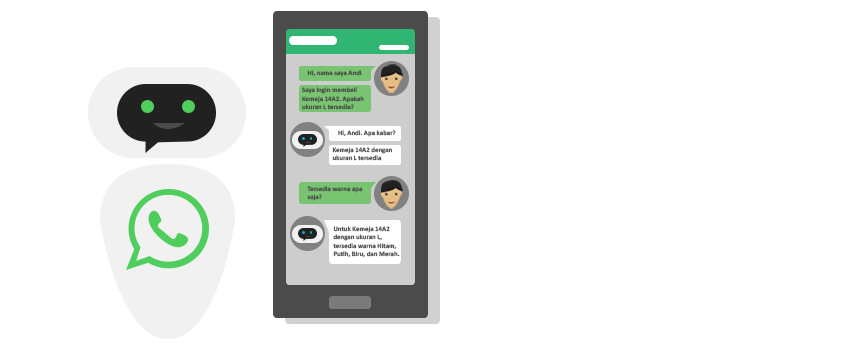 Hi, nama saya Andi
Saya ingin membeli
Kemeja 14A2. Apakah
ukuran L tersedia?
Hi, Andi. Apa kabar?
Kemeja 14A2 dengan
ukuran L tersedia
Tersedia warna apa
saja?
Untuk Kemeja 14A2
dengan ukuran L,
tersedia warna Hitam,
Putih, Biru, dan Merah.